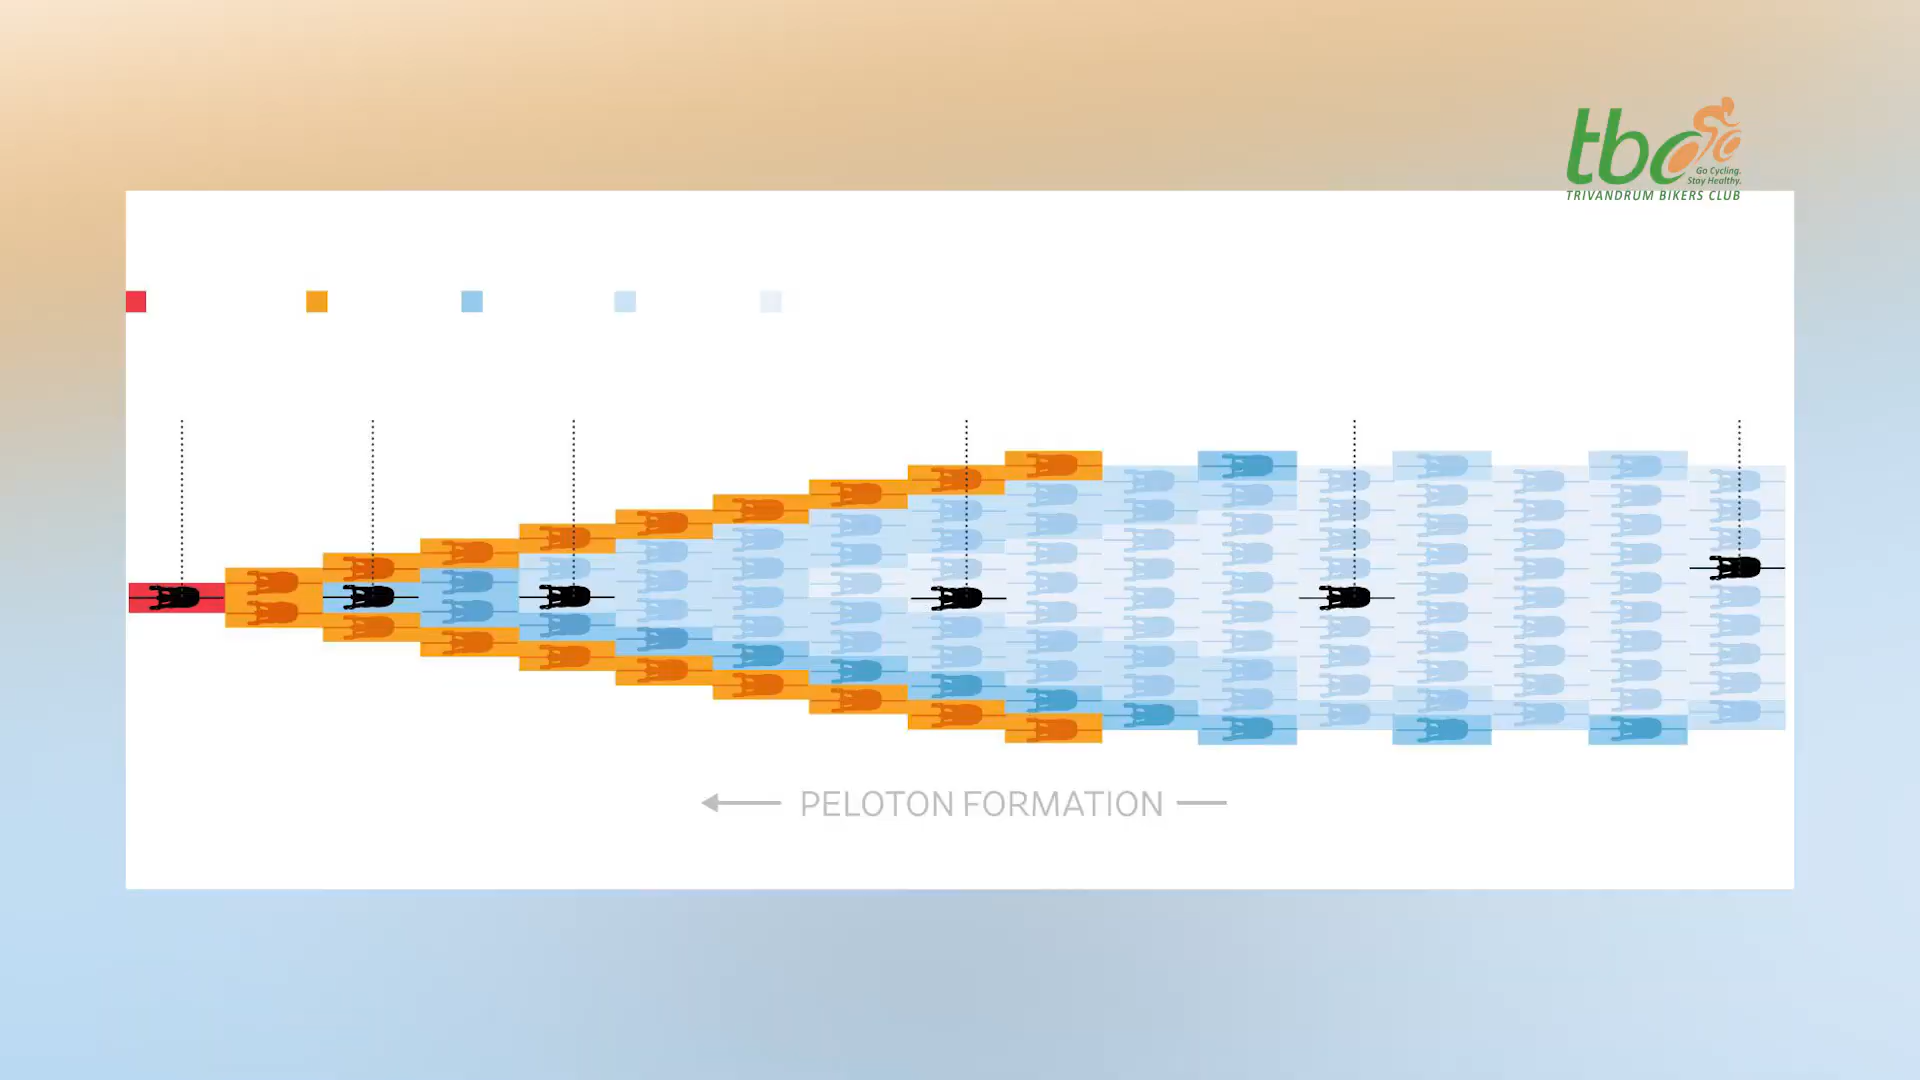 tbc
Go Cycling.
Stay Healthy.
TRIVANDRUM BIKERS CLUB
PELOTON FORMATION